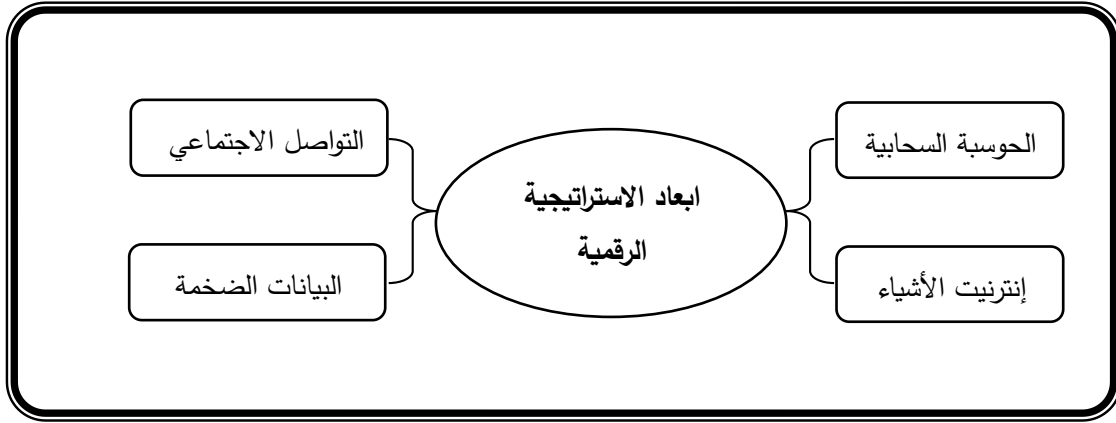 الحوسبة السحابية
التواصل الاجتماعي
ابعاد الاستراتيجية
الرقمية
إنترنيت الأشياء
البيانات الضخمة